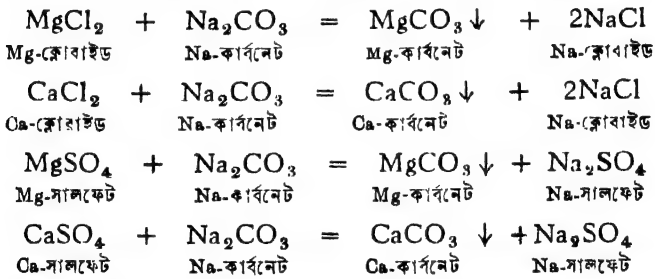 MgCl₂ + Na₂CO₃ = MgCO₃↓ + 2NaCl
Mg-ক্লোরাইড Na-কার্বনেট Mg-কার্বনেট Na-ক্লোরাইড
CaCl₂ + Na₂CO₃ = CaCO₃↓ + 2NaCl
Ca-ক্লোরাইড Na-কার্বনেট Ca-কার্বনেট Na-ক্লোরাইড
MgSO₄ + Na₂CO₃ = MgCO₃↓ + Na₂SO₄
Mg-সালফেট Na-কার্বনেট Mg-কার্বনেট Na-সালফেট
CaSO₄ + Na₂CO₃ = CaCO₃ ↓ + Na₂SO₄
Ca-সালফেট Na-কার্বনেট Ca-কার্বনেট Na-সালফেট